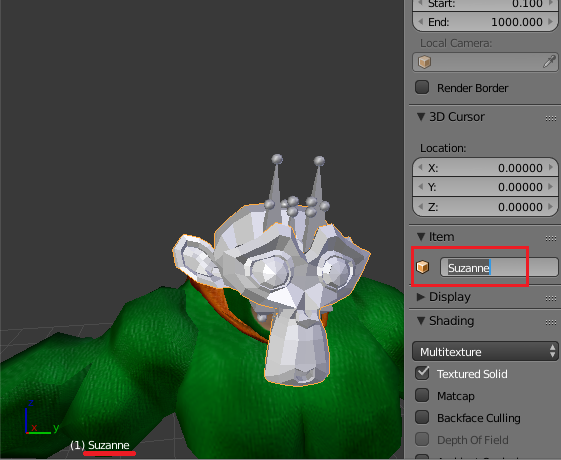 Start: 0.100
End: 1000.000
Local Camera:
Render Border
3D Cursor
Location:
X: 0.00000
Y: 0.00000
Z: 0.00000
Item
Suzanne
Display
Shading
Multitexture
Textured Solid
Matcap
Backface Culling
Depth Of Field
z
x y
(1) Suzanne